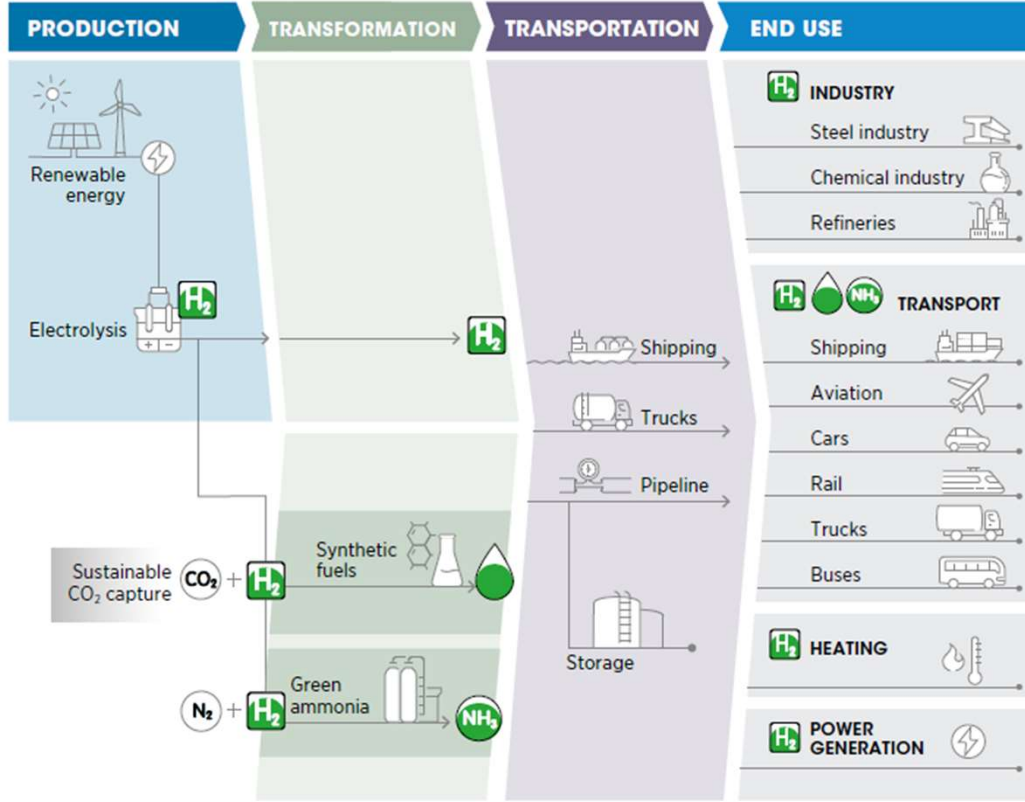 PRODUCTION
TRANSFORMATION
TRANSPORTATION
END USE
Renewable
energy
Electrolysis
H₂
+ −
H₂
Sustainable
CO₂ capture
CO₂ + H₂
Synthetic
fuels
N₂ + H₂
Green
ammonia
NH₃
Shipping
Trucks
Pipeline
Storage
H₂ INDUSTRY
Steel industry
Chemical industry
Refineries
H₂ NH₃ TRANSPORT
Shipping
Aviation
Cars
Rail
Trucks
Buses
H₂ HEATING
H₂ POWER
GENERATION